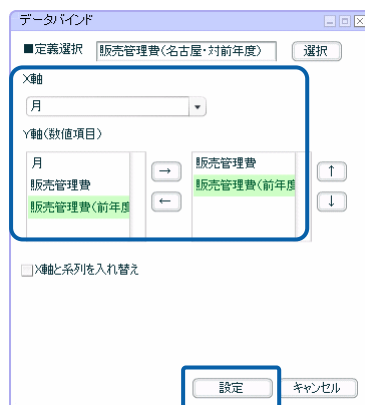 データバインド
■定義選択 販売管理費(名古屋・対前年度) 選択
X軸
月
Y軸(数値項目)
月
販売管理費
販売管理費(前年度
→
←
販売管理費
販売管理費(前年度
↑
↓
X軸と系列を入れ替え
設定 キャンセル